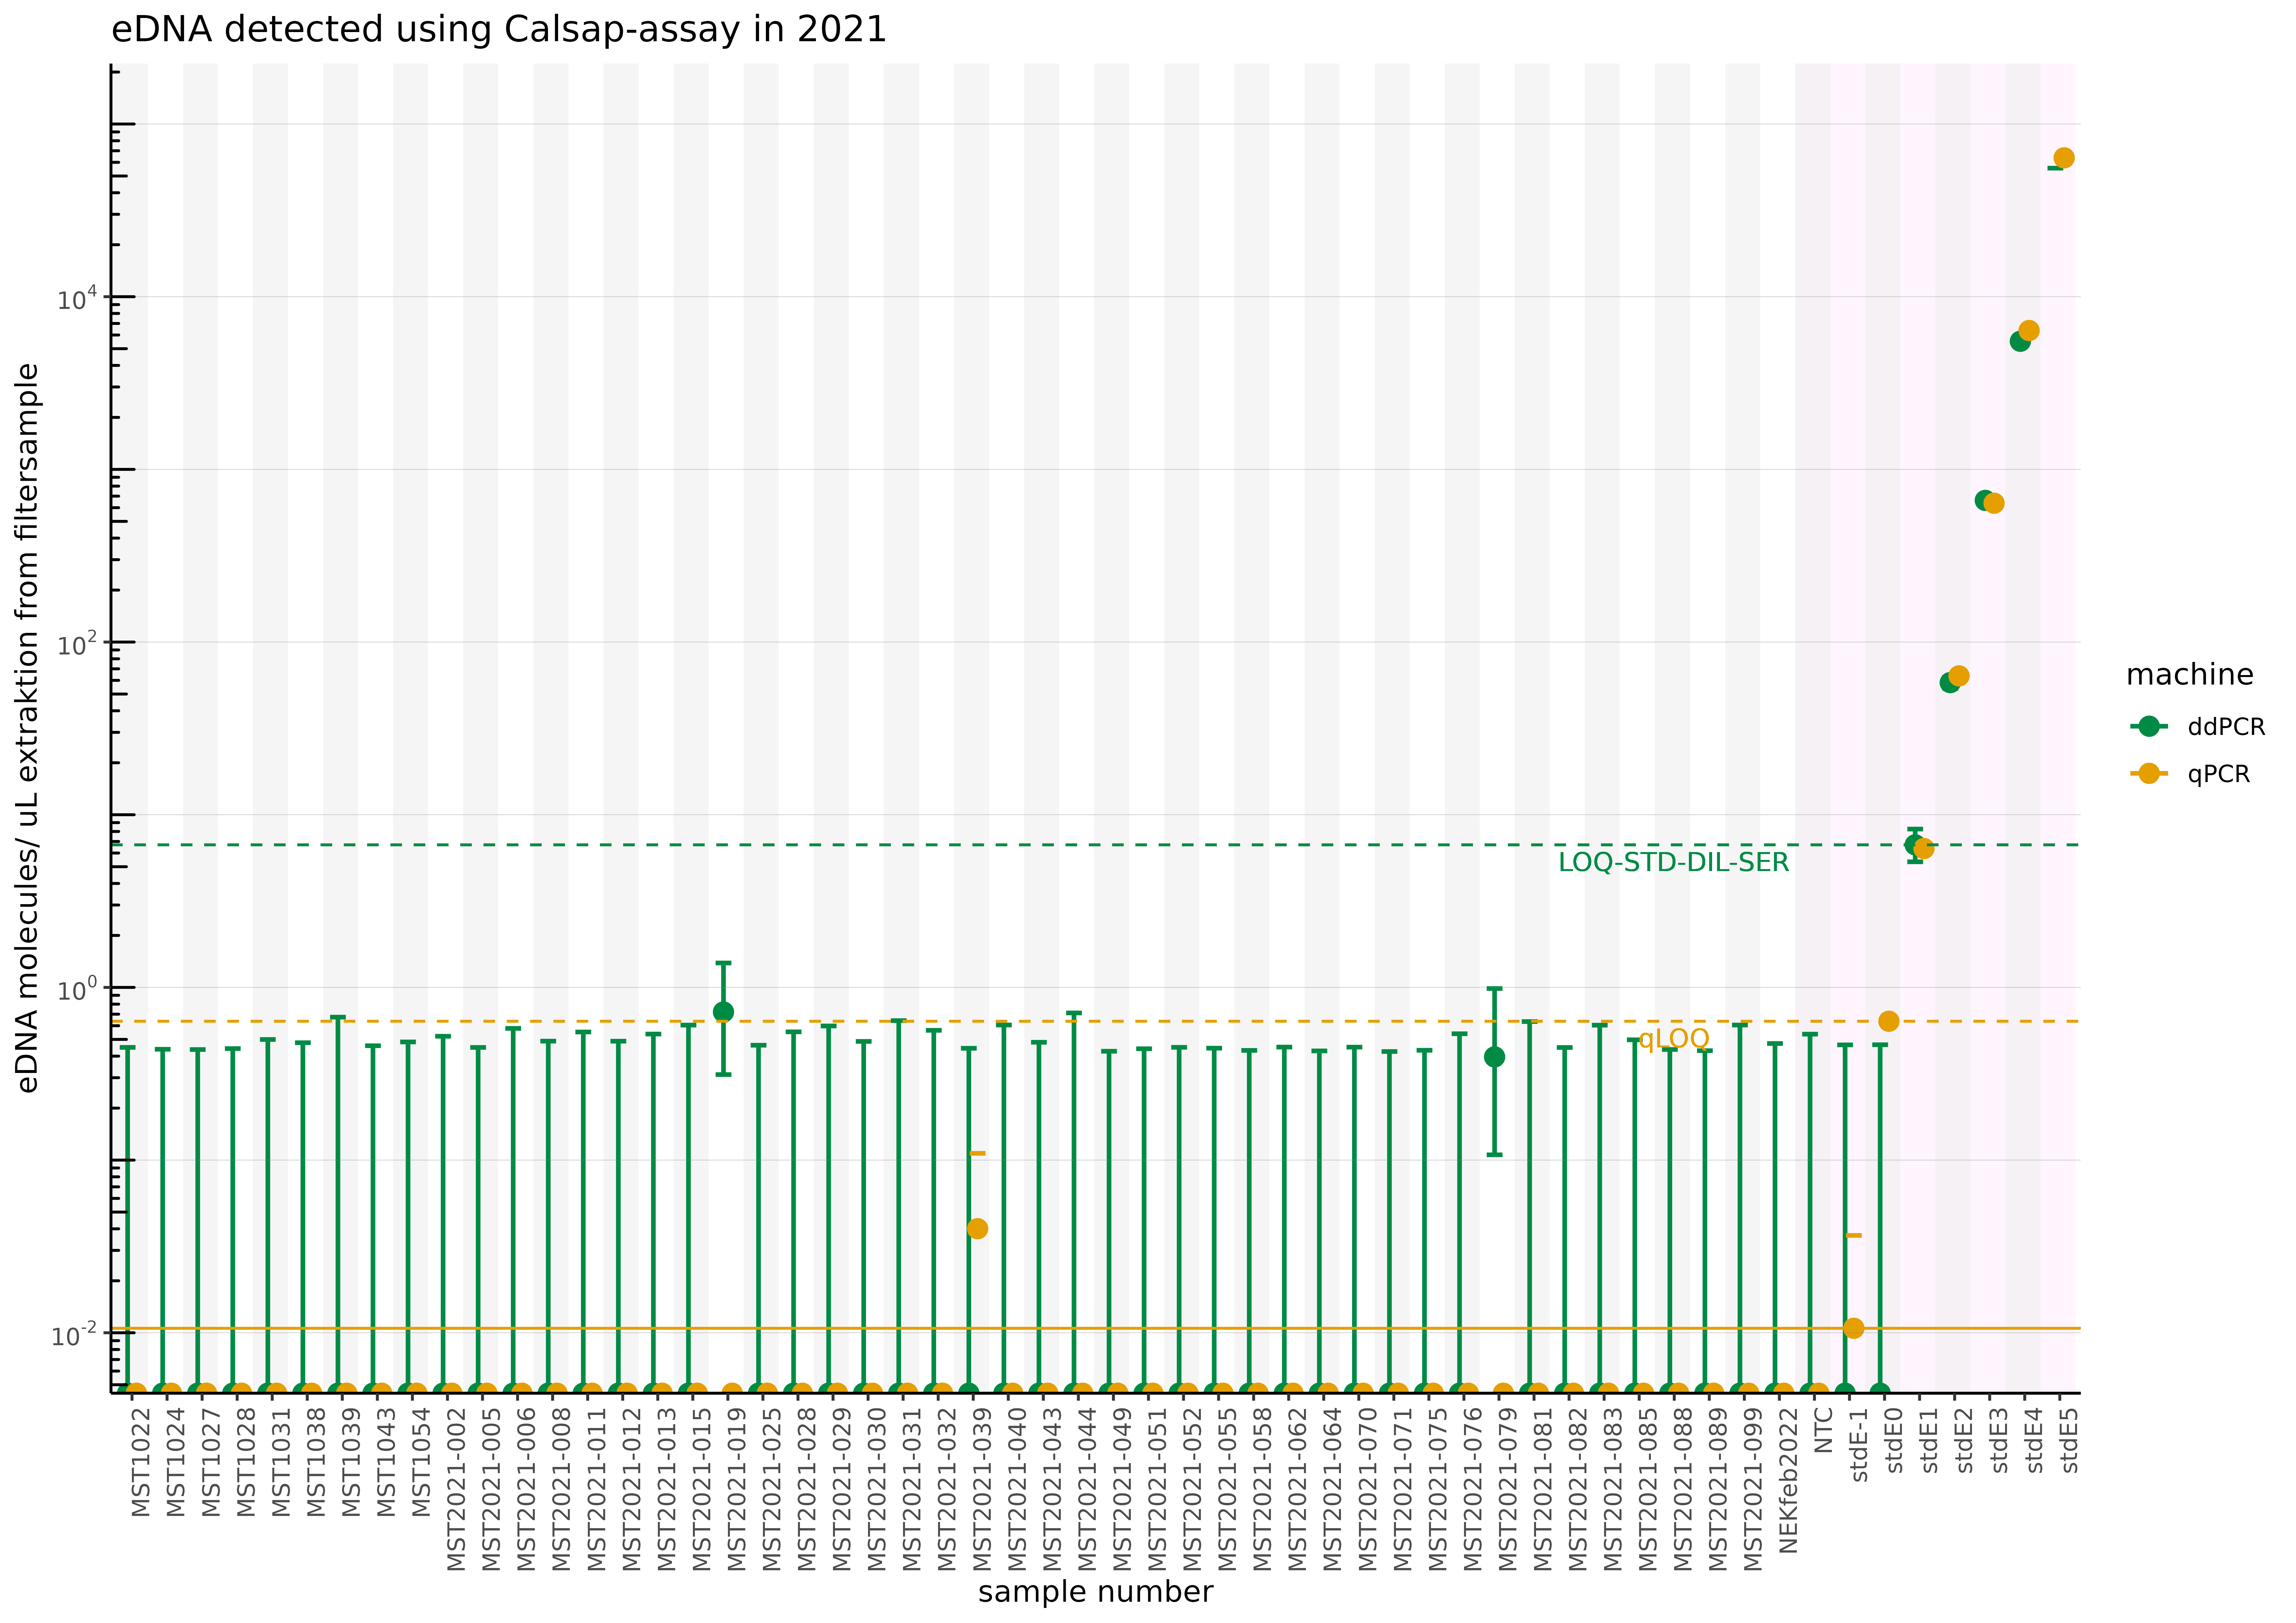 eDNA detected using Calsap-assay in 2021
eDNA molecules/ uL extraktion from filtersample
10^4
10^2
10^0
10^-2
LOQ-STD-DIL-SER
qLOQ
machine
ddPCR
qPCR
MST1022
MST1024
MST1027
MST1028
MST1031
MST1038
MST1039
MST1043
MST1054
MST2021-002
MST2021-005
MST2021-006
MST2021-008
MST2021-011
MST2021-012
MST2021-013
MST2021-015
MST2021-019
MST2021-025
MST2021-028
MST2021-029
MST2021-030
MST2021-031
MST2021-032
MST2021-039
MST2021-040
MST2021-043
MST2021-044
MST2021-049
MST2021-051
MST2021-052
MST2021-055
MST2021-058
MST2021-062
MST2021-064
MST2021-070
MST2021-071
MST2021-075
MST2021-076
MST2021-079
MST2021-081
MST2021-082
MST2021-083
MST2021-085
MST2021-088
MST2021-089
MST2021-099
NEKfeb2022
NTC
stdE-1
stdE0
stdE1
stdE2
stdE3
stdE4
stdE5
sample number